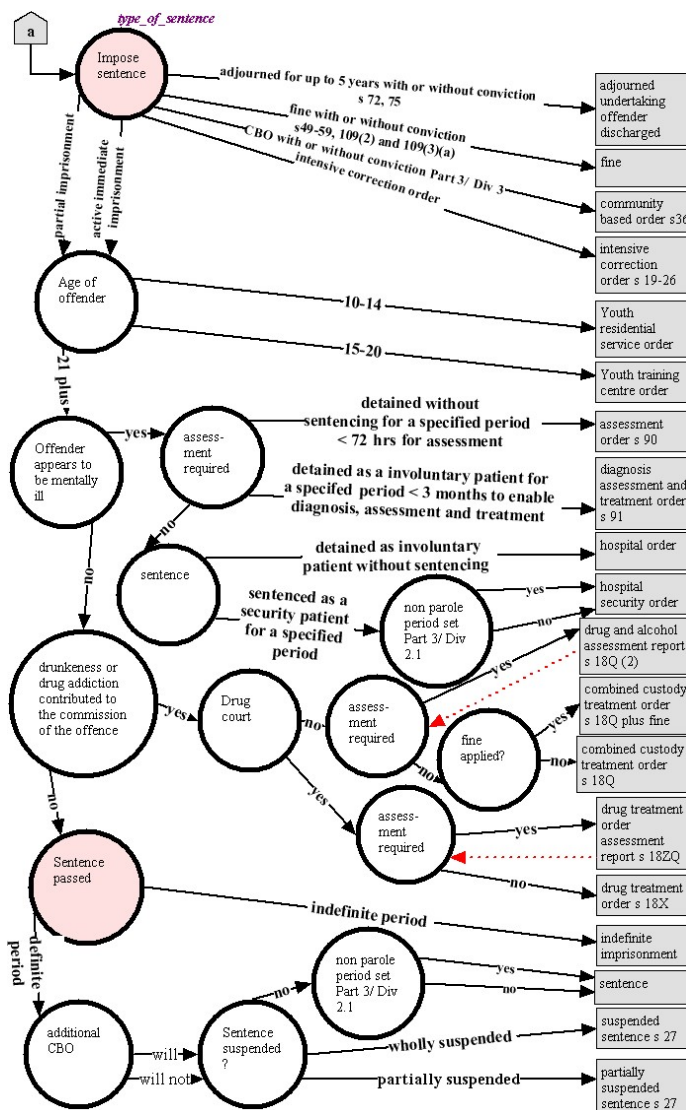 type_of_sentence
a
Impose
sentence
adjourned for up to 5 years with or without conviction
s 72, 75
adjourned
undertaking
offender
discharged
fine with or without conviction
s49-59, 109(2) and 109(3)(a)
fine
CBO with or without conviction Part 3/ Div 3
community
based order s36
intensive correction order
intensive
correction
order s 19-26
partial imprisonment
active immediate
imprisonment
Age of
offender
10-14
Youth
residential
service order
15-20
Youth training
centre order
21 plus
Offender
appears to
be mentally
ill
yes
assess-
ment
required
detained without
sentencing for a specified period
< 72 hrs for assessment
assessment
order s 90
detained as a involuntary patient for
a specifed period < 3 months to enable
diagnosis, assessment and treatment
diagnosis
assessment and
treatment order
s 91
no
sentence
detained as involuntary
patient without sentencing
hospital order
sentenced as a
security patient
for a specified
period
non parole
period set
Part 3/ Div
2.1
yes
no
hospital
security order
no
drunkeness or
drug addiction
contributed to
the commission
of the offence
yes
Drug
court
no
assess-
ment
required
yes
drug and alcohol
assessment report
s 18Q (2)
no
fine
applied?
yes
combined custody
treatment order
s 18Q plus fine
no
combined custody
treatment order
s 18Q
yes
assess-
ment
required
yes
drug treatment
order
assessment
report s 18ZQ
no
drug treatment
order s 18X
no
Sentence
passed
indefinite period
indefinite
imprisonment
definite
period
additional
CBO
will
will not
Sentence
suspended
?
no
non parole
period set
Part 3/ Div
2.1
yes
no
sentence
wholly suspended
suspended
sentence s 27
partially suspended
partially
suspended
sentence s 27